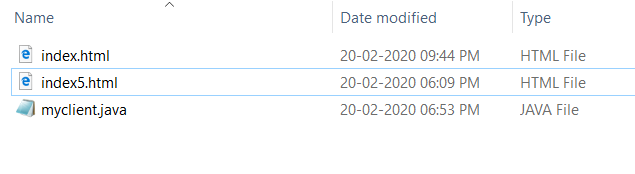 Name Date modified Type
index.html 20-02-2020 09:44 PM HTML File
index5.html 20-02-2020 06:09 PM HTML File
myclient.java 20-02-2020 06:53 PM JAVA File